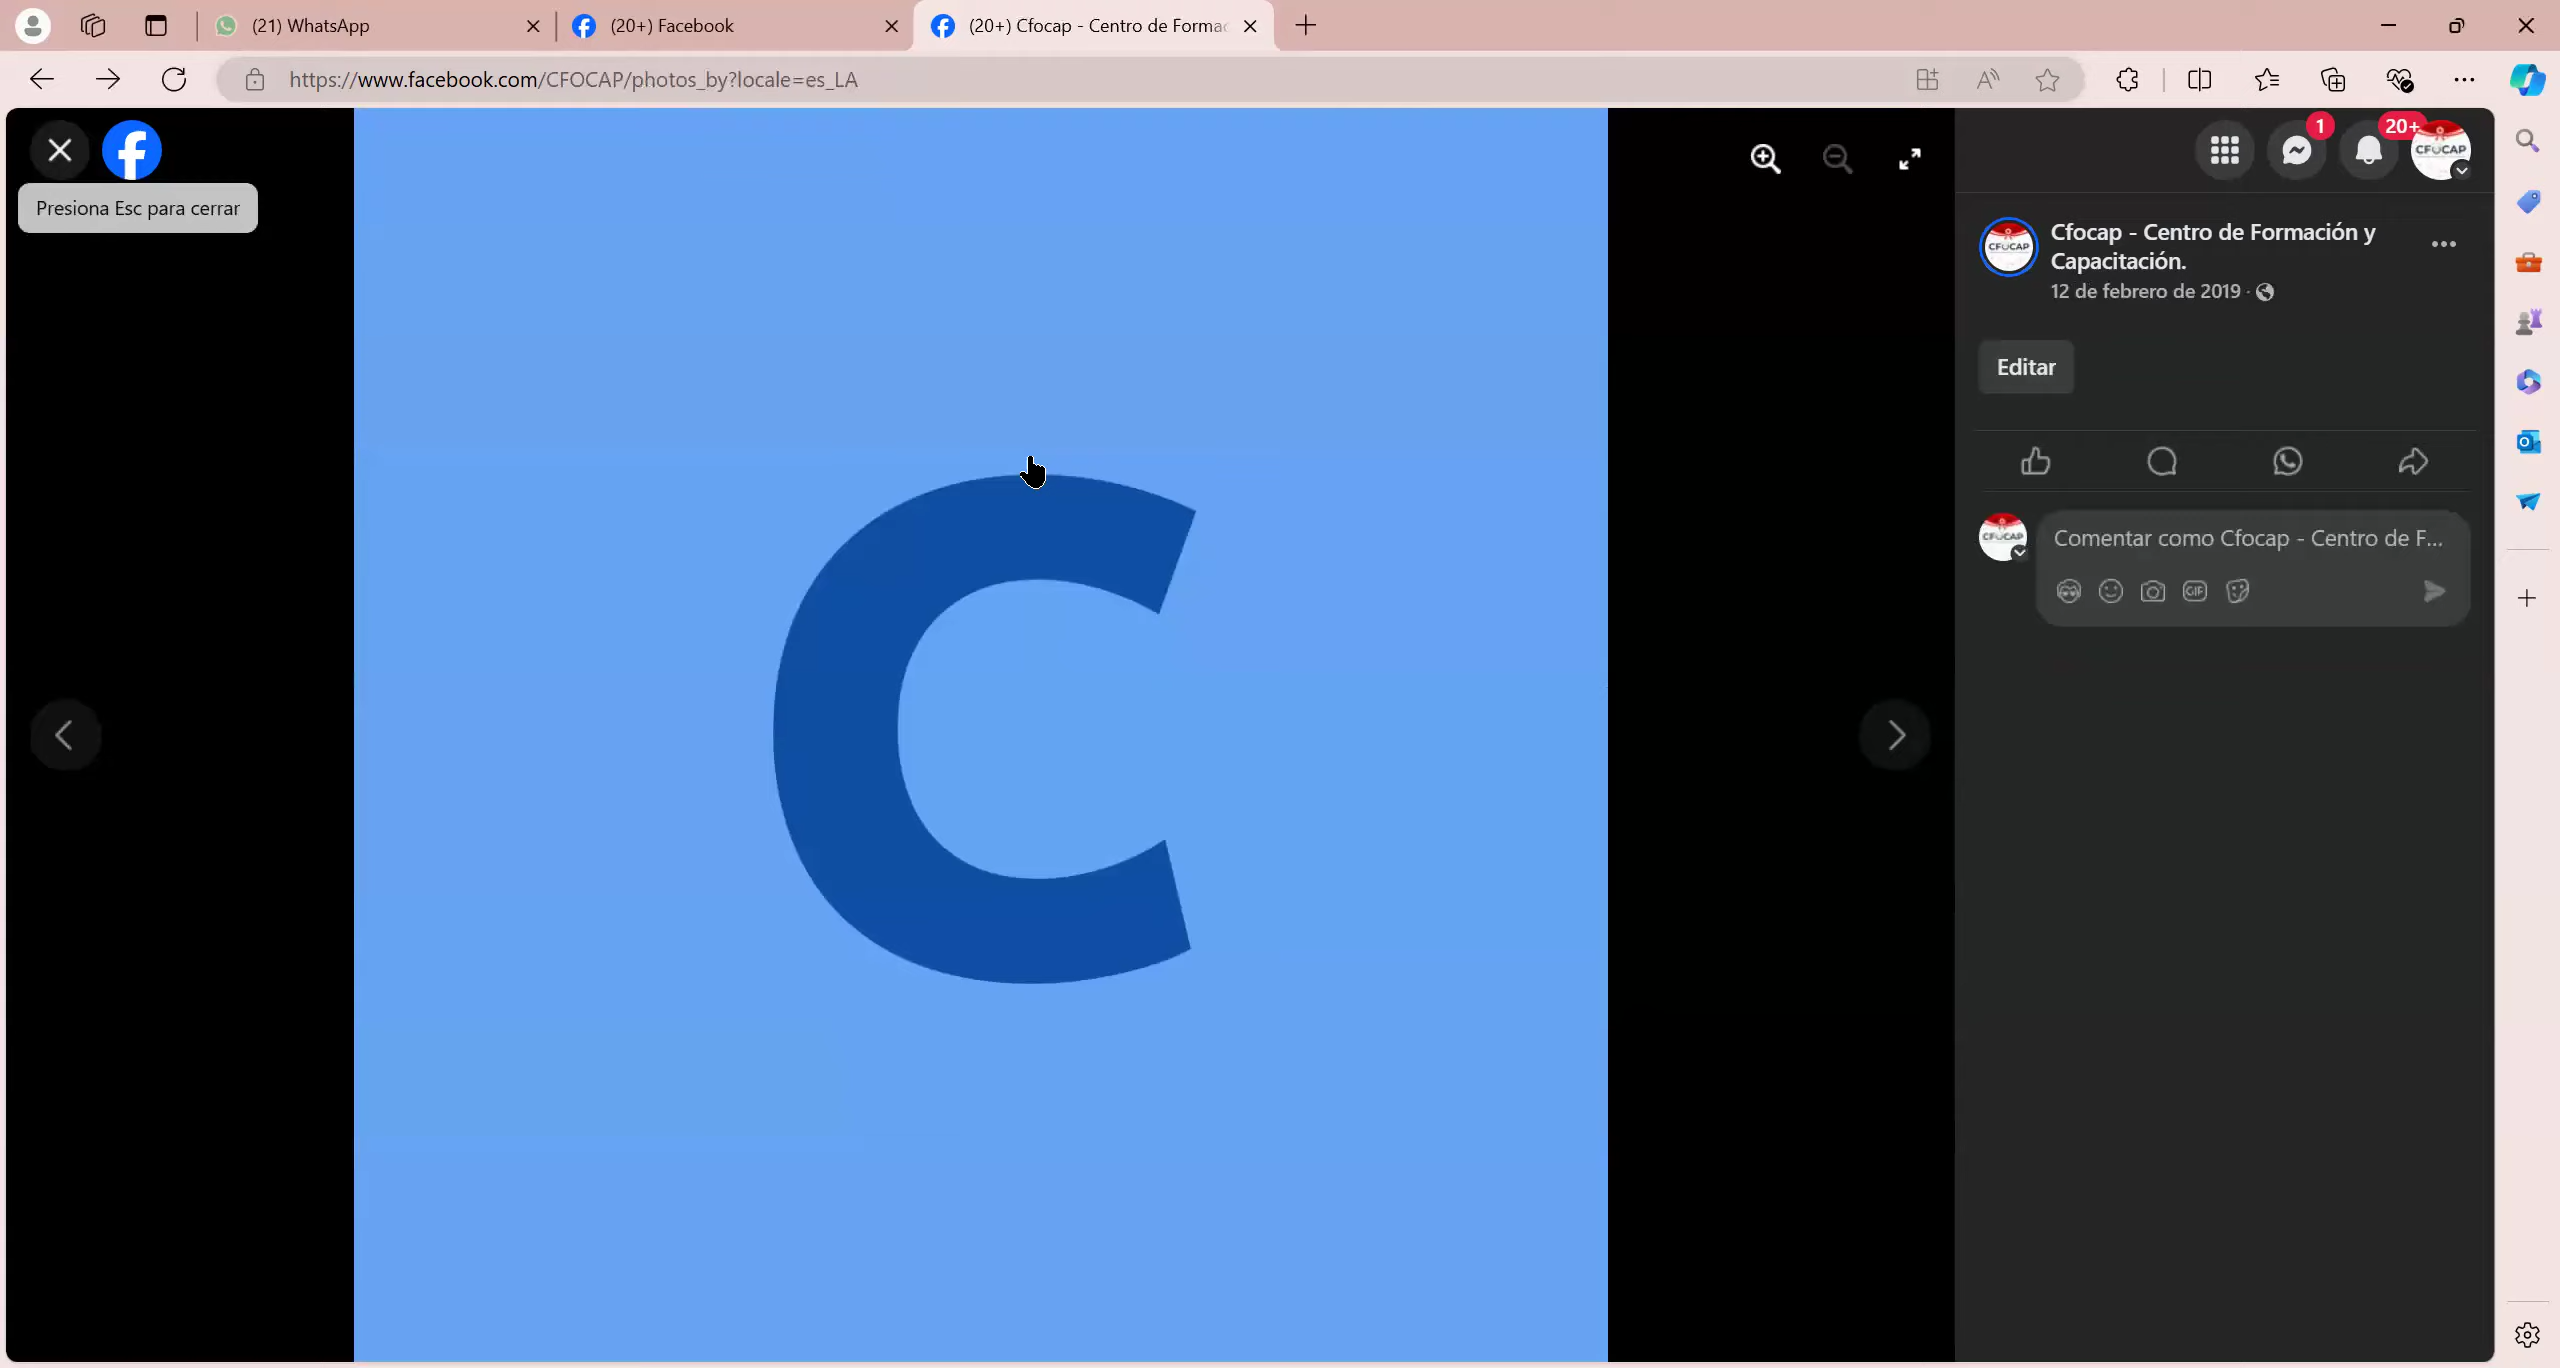 (21) WhatsApp
(20+) Facebook
(20+) Cfocap - Centro de Formac
https://www.facebook.com/CFOCAP/photos_by?locale=es_LA
Presiona Esc para cerrar
1
20+
CFOCAP
CFOCAP
Cfocap - Centro de Formación y
Capacitación.
12 de febrero de 2019 ·
Editar
CFOCAP
Comentar como Cfocap - Centro de F...
GIF
C